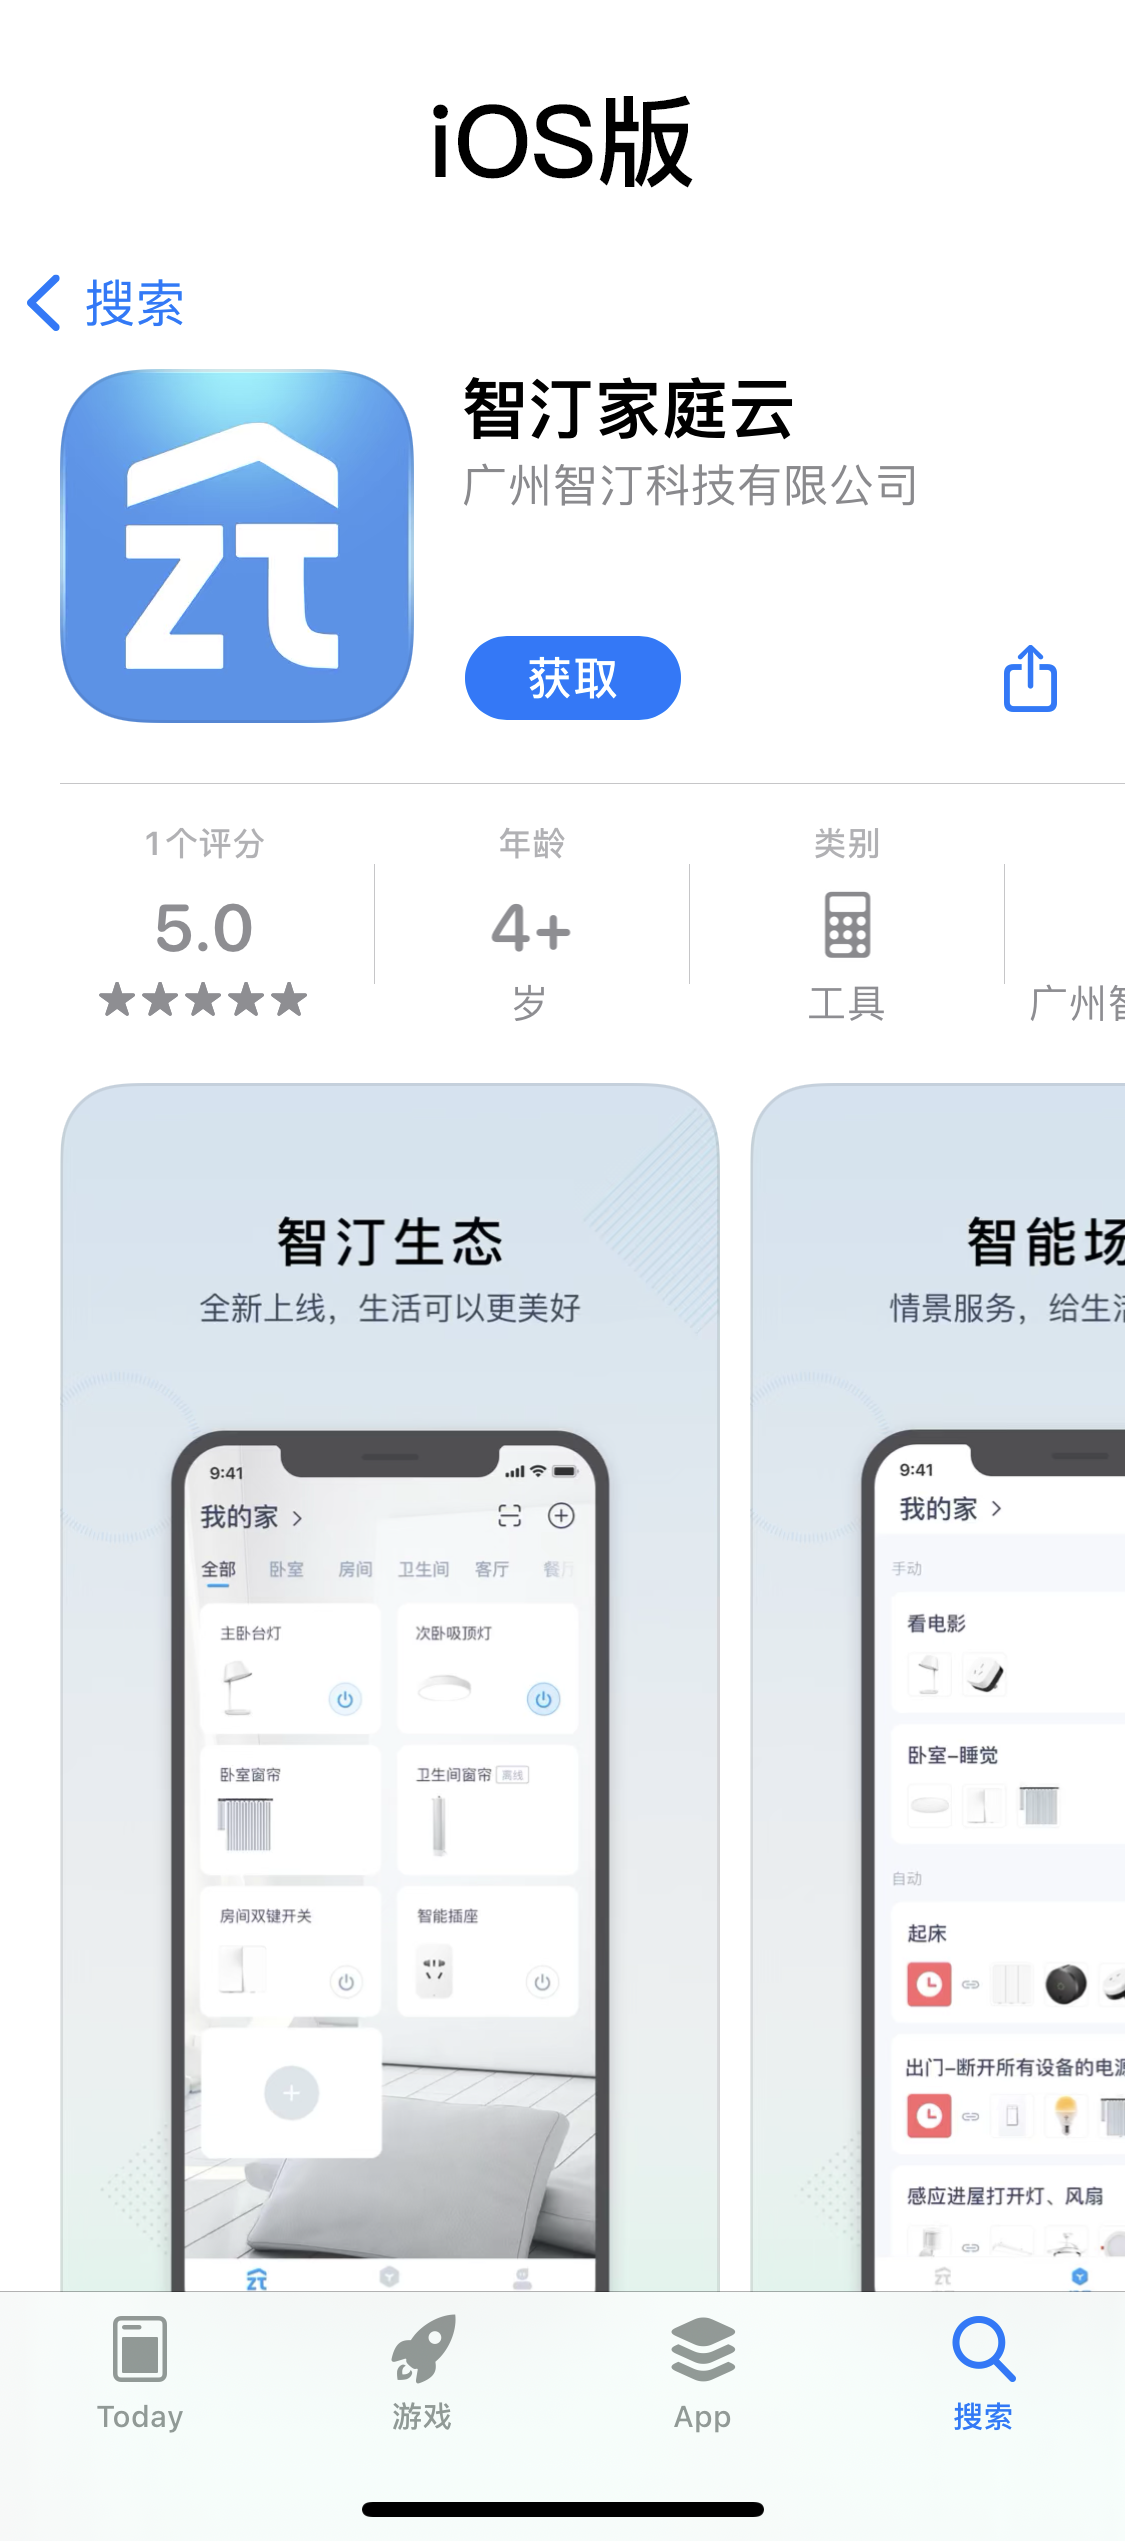 iOS版
搜索
zt
智汀家庭云
广州智汀科技有限公司
获取
1个评分
年龄
类别
5.0
4+
岁
工具
广州智
智汀生态
全新上线，生活可以更美好
9:41
我的家
全部 卧室 房间 卫生间 客厅 餐厅
主卧台灯
次卧吸顶灯
卧室窗帘
卫生间窗帘 离线
房间双键开关
智能插座
zt
智能场
情景服务，给生活
9:41
我的家
手动
看电影
卧室-睡觉
自动
起床
出门-断开所有设备的电源
感应进屋打开灯、风扇
zt
Today
游戏
App
搜索